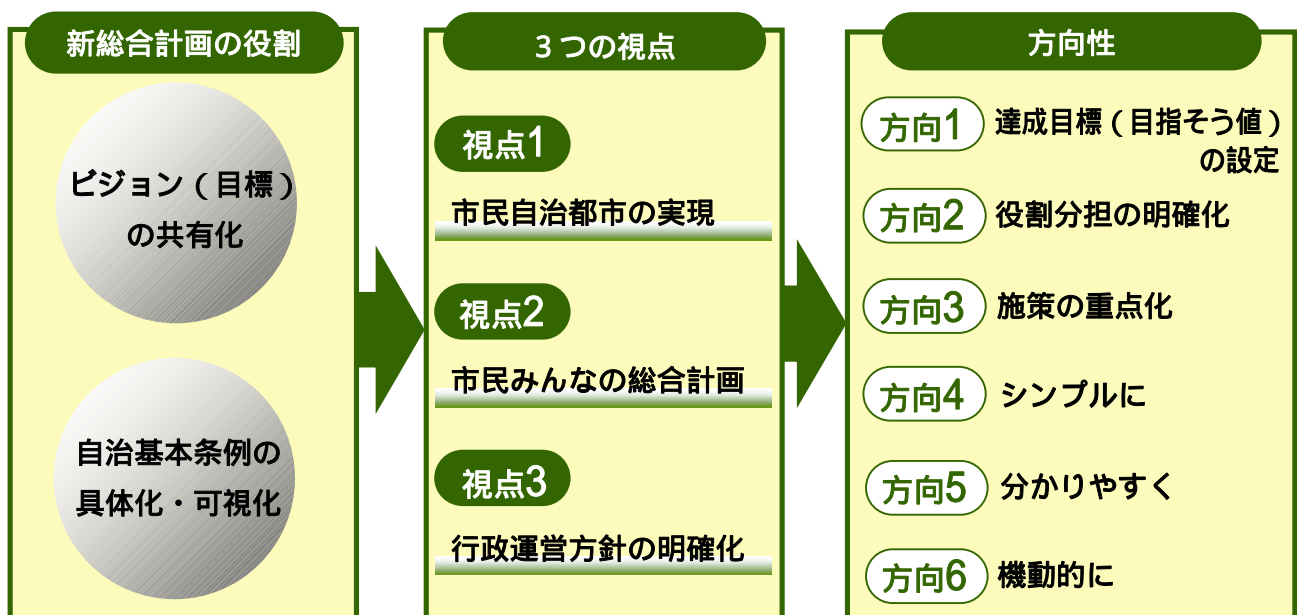 新総合計画の役割
ビジョン（目標）
の共有化
自治基本条例の
具体化・可視化
３つの視点
視点1
市民自治都市の実現
視点2
市民みんなの総合計画
視点3
行政運営方針の明確化
方向性
方向1 達成目標（目指そう値）
の設定
方向2 役割分担の明確化
方向3 施策の重点化
方向4 シンプルに
方向5 分かりやすく
方向6 機動的に